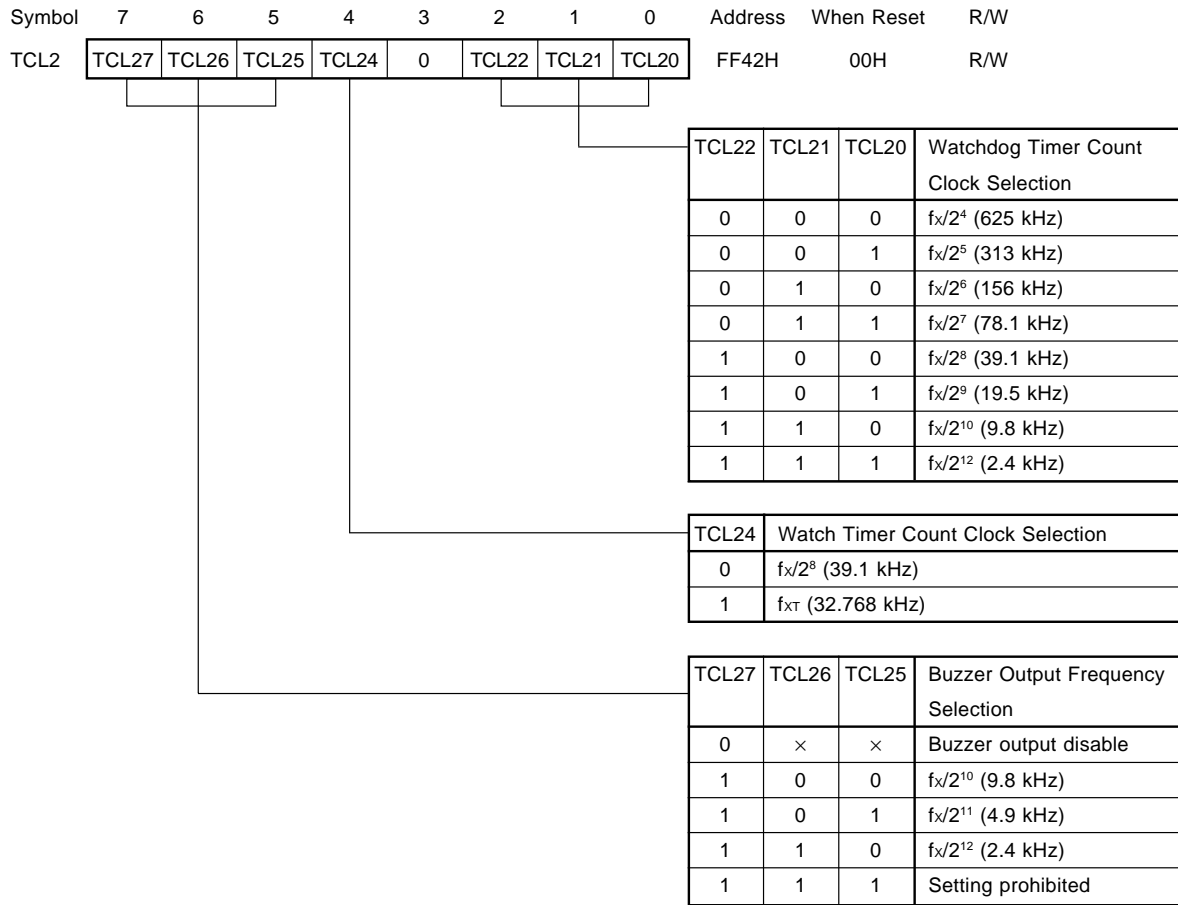 Symbol 7 6 5 4 3 2 1 0 Address When Reset R/W
TCL2 TCL27 TCL26 TCL25 TCL24 0 TCL22 TCL21 TCL20 FF42H 00H R/W
TCL22 TCL21 TCL20 Watchdog Timer Count
Clock Selection
0 0 0 fx/2⁴ (625 kHz)
0 0 1 fx/2⁵ (313 kHz)
0 1 0 fx/2⁶ (156 kHz)
0 1 1 fx/2⁷ (78.1 kHz)
1 0 0 fx/2⁸ (39.1 kHz)
1 0 1 fx/2⁹ (19.5 kHz)
1 1 0 fx/2¹⁰ (9.8 kHz)
1 1 1 fx/2¹² (2.4 kHz)
TCL24 Watch Timer Count Clock Selection
0 fx/2⁸ (39.1 kHz)
1 fxT (32.768 kHz)
TCL27 TCL26 TCL25 Buzzer Output Frequency
Selection
0 × × Buzzer output disable
1 0 0 fx/2¹⁰ (9.8 kHz)
1 0 1 fx/2¹¹ (4.9 kHz)
1 1 0 fx/2¹² (2.4 kHz)
1 1 1 Setting prohibited